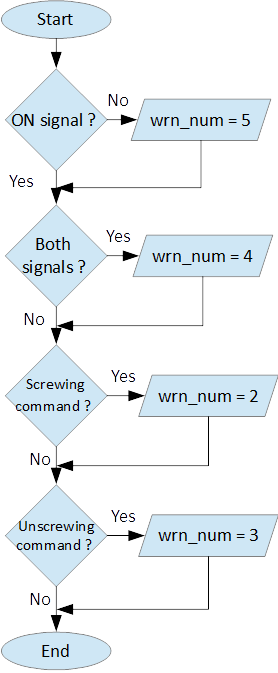 Start
ON signal ?
No
wrn_num = 5
Yes
Both
signals ?
Yes
wrn_num = 4
No
Screwing
command ?
Yes
wrn_num = 2
No
Unscrewing
command ?
Yes
wrn_num = 3
No
End